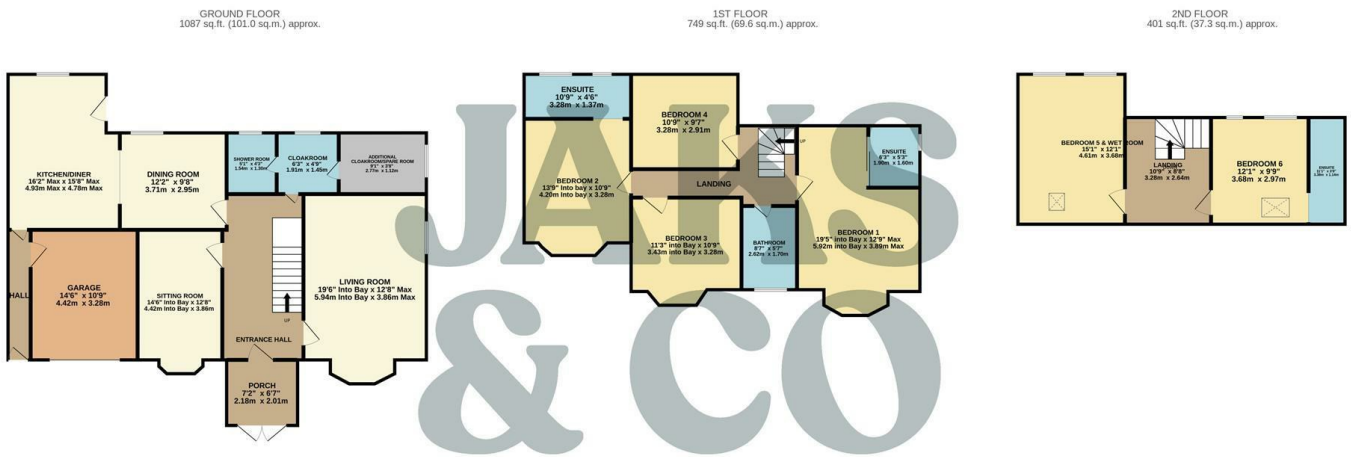 GROUND FLOOR
1087 sq.ft. (101.0 sq.m.) approx.
KITCHEN/DINER
16'2" Max x 15'8" Max
4.93m Max x 4.78m Max
DINING ROOM
12'2" x 9'8"
3.71m x 2.95m
SHOWER ROOM
5'1" x 4'3"
1.54m x 1.30m
CLOAKROOM
6'3" x 4'9"
1.91m x 1.45m
ADDITIONAL
CLOAKROOM/SPARE ROOM
9'1" x 3'8"
2.77m x 1.12m
HALL
GARAGE
14'6" x 10'9"
4.42m x 3.28m
SITTING ROOM
14'6" Into Bay x 12'8"
4.42m Into Bay x 3.86m
UP
ENTRANCE HALL
LIVING ROOM
19'6" Into Bay x 12'8" Max
5.94m Into Bay x 3.86m Max
PORCH
7'2" x 6'7"
2.18m x 2.01m
1ST FLOOR
749 sq.ft. (69.6 sq.m.) approx.
ENSUITE
10'9" x 4'6"
3.28m x 1.37m
BEDROOM 4
10'9" x 9'7"
3.28m x 2.91m
UP
ENSUITE
6'3" x 5'3"
1.90m x 1.60m
BEDROOM 2
13'9" Into bay x 10'9"
4.20m Into bay x 3.28m
LANDING
BEDROOM 3
11'3" into Bay x 10'9"
3.43m into Bay x 3.28m
BATHROOM
8'7" x 5'7"
2.62m x 1.70m
BEDROOM 1
19'5" into Bay x 12'9" Max
5.92m into Bay x 3.89m Max
JAKS
& CO
2ND FLOOR
401 sq.ft. (37.3 sq.m.) approx.
BEDROOM 5 & WET ROOM
15'1" x 12'1"
4.61m x 3.68m
LANDING
10'9" x 8'8"
3.28m x 2.64m
BEDROOM 6
12'1" x 9'9"
3.68m x 2.97m
ENSUITE